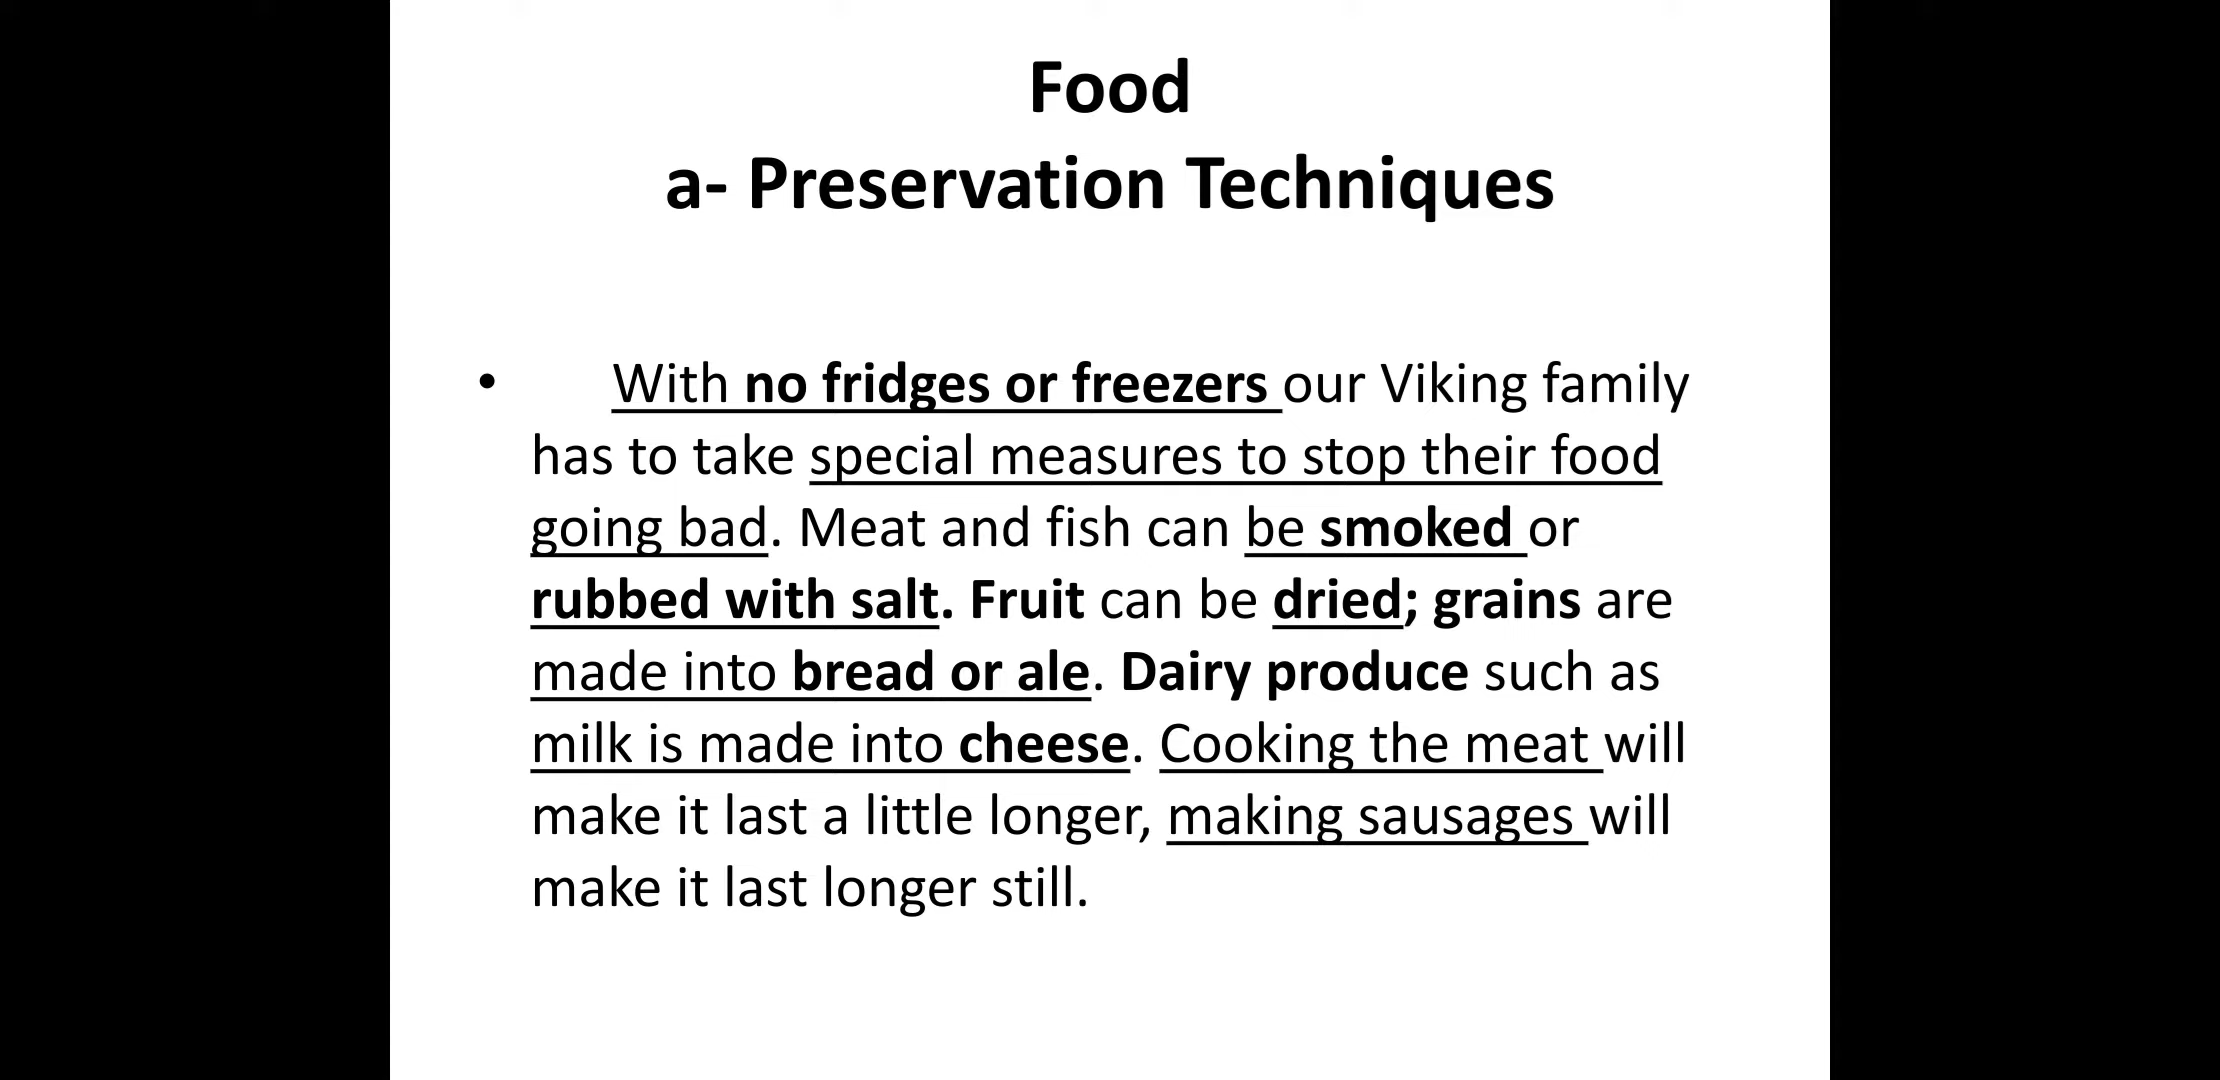 Food
a- Preservation Techniques
• With no fridges or freezers our Viking family
has to take special measures to stop their food
going bad. Meat and fish can be smoked or
rubbed with salt. Fruit can be dried; grains are
made into bread or ale. Dairy produce such as
milk is made into cheese. Cooking the meat will
make it last a little longer, making sausages will
make it last longer still.